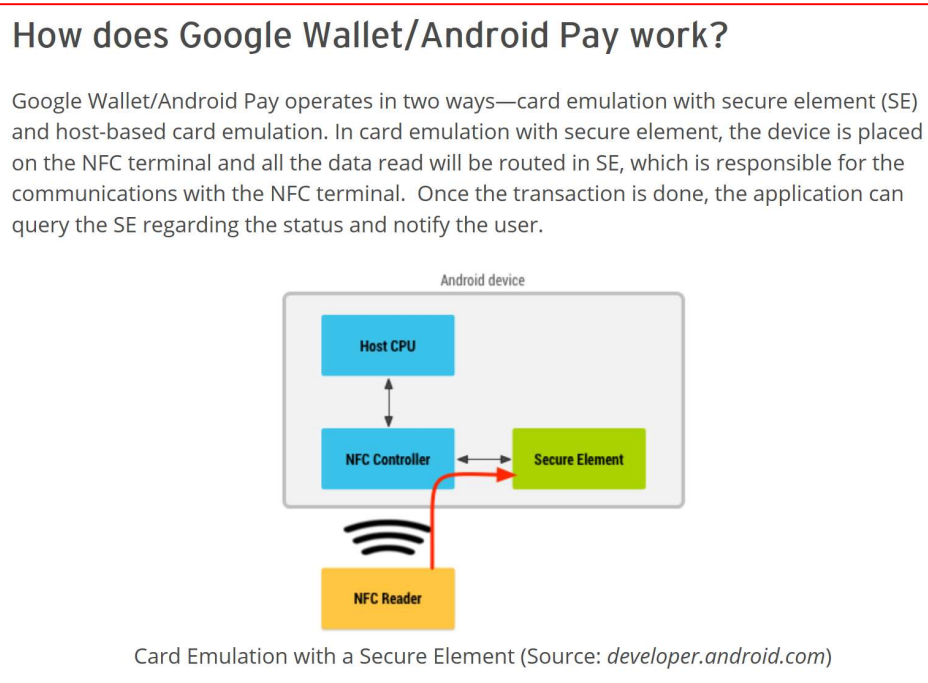 How does Google Wallet/Android Pay work?
Google Wallet/Android Pay operates in two ways—card emulation with secure element (SE)
and host-based card emulation. In card emulation with secure element, the device is placed
on the NFC terminal and all the data read will be routed in SE, which is responsible for the
communications with the NFC terminal.  Once the transaction is done, the application can
query the SE regarding the status and notify the user.
Android device
Host CPU
NFC Controller
Secure Element
NFC Reader
Card Emulation with a Secure Element (Source: developer.android.com)